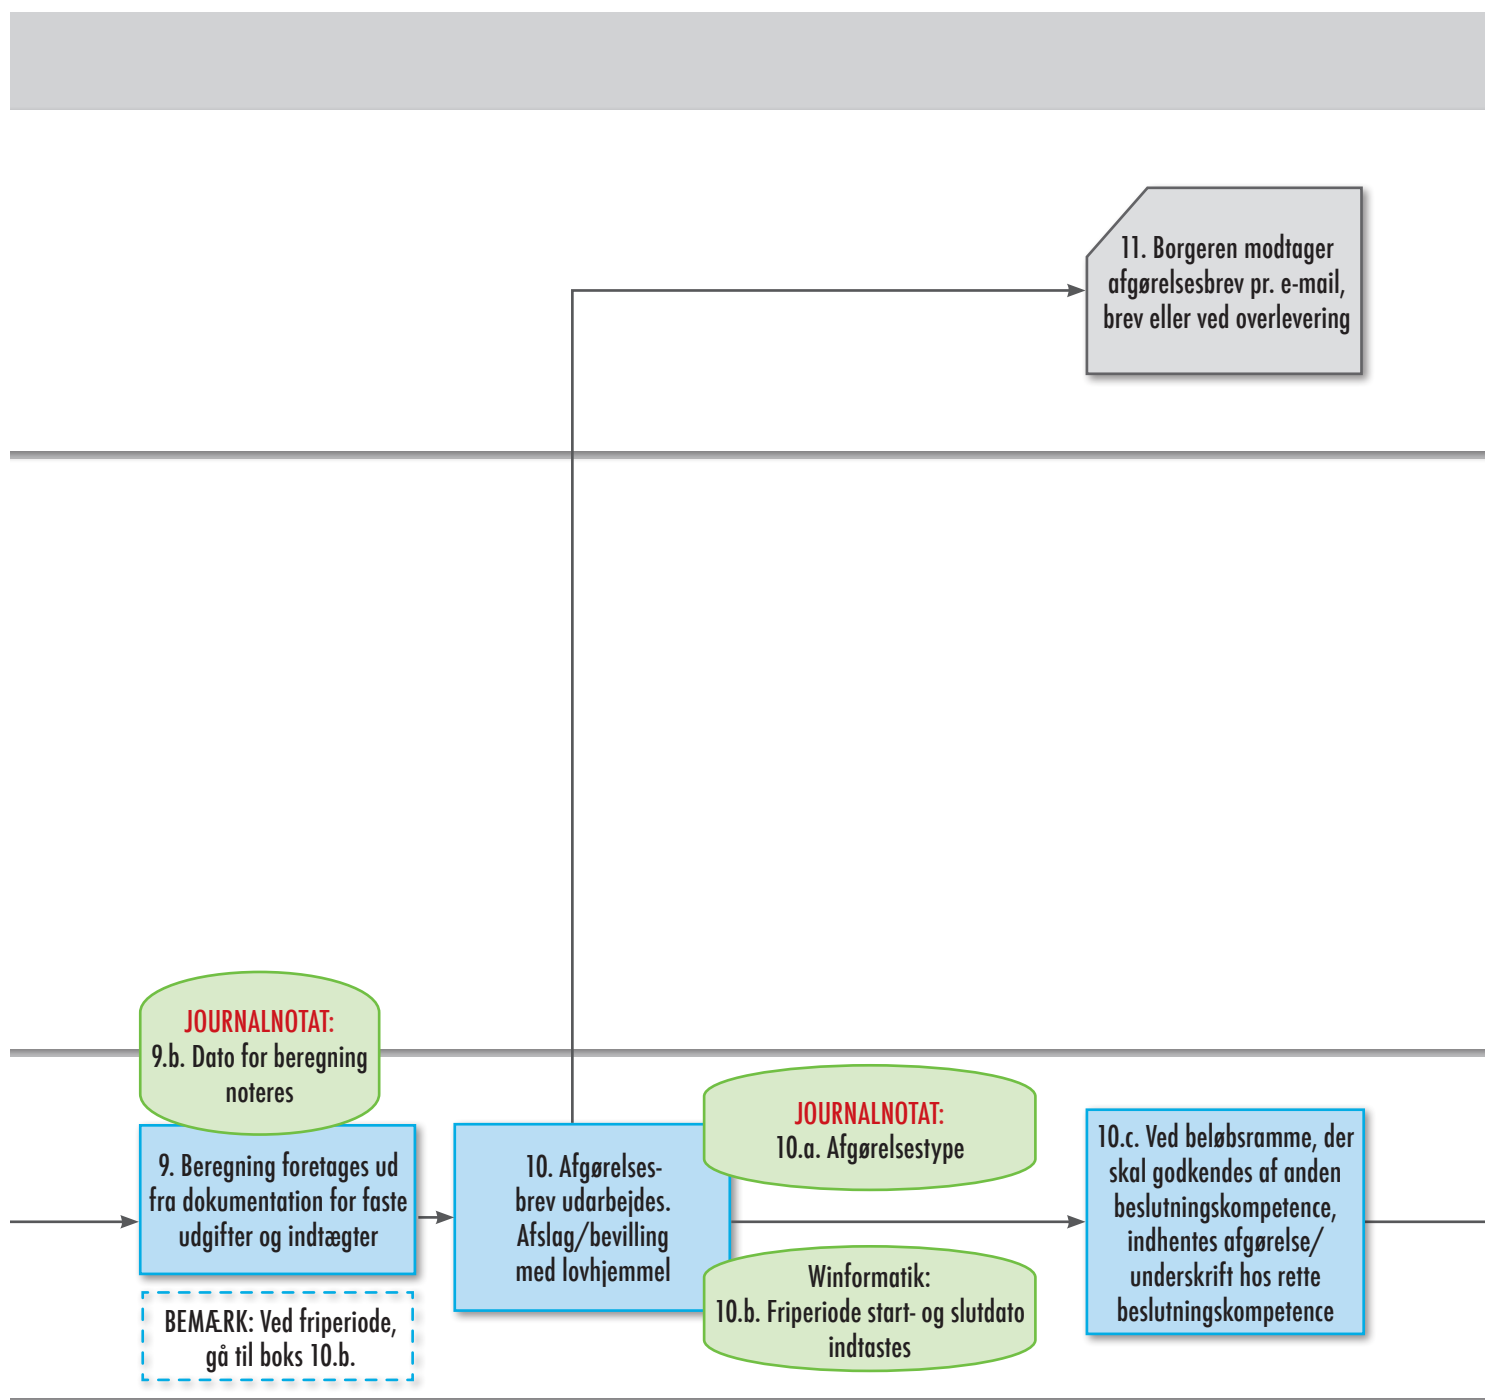 11. Borgeren modtager
afgørelsesbrev pr. e-mail,
brev eller ved overlevering
JOURNALNOTAT:
9.b. Dato for beregning
noteres
9. Beregning foretages ud
fra dokumentation for faste
udgifter og indtægter
BEMÆRK: Ved friperiode,
gå til boks 10.b.
10. Afgørelses-
brev udarbejdes.
Afslag/bevilling
med lovhjemmel
JOURNALNOTAT:
10.a. Afgørelsestype
Winformatik:
10.b. Friperiode start- og slutdato
indtastes
10.c. Ved beløbsramme, der
skal godkendes af anden
beslutningskompetence,
indhentes afgørelse/
underskrift hos rette
beslutningskompetence